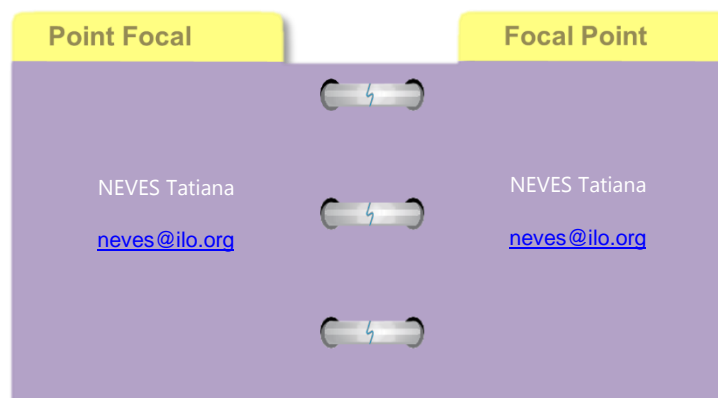 Point Focal
NEVES Tatiana
neves@ilo.org
Focal Point
NEVES Tatiana
neves@ilo.org